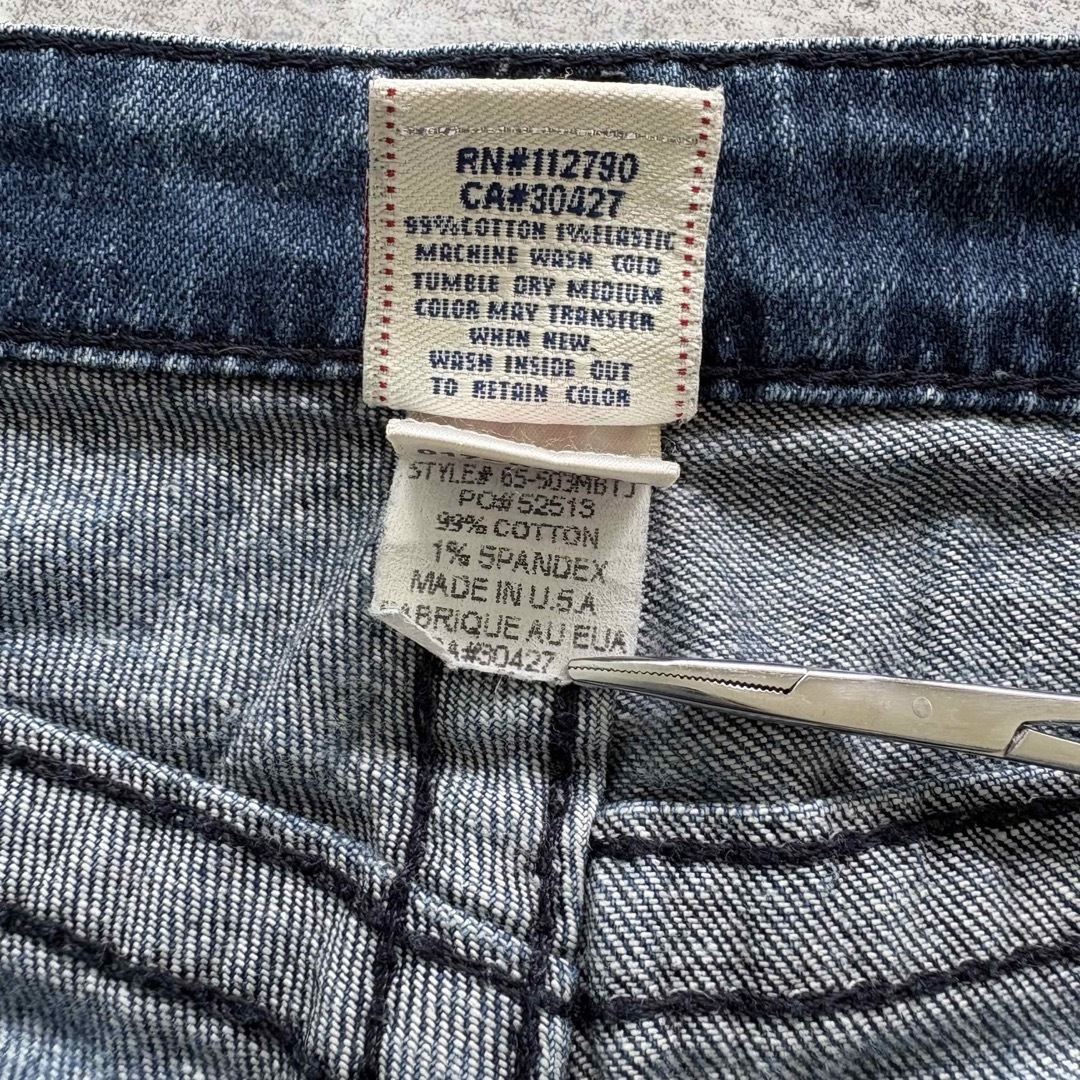 RN#112790
CA#30427
99%COTTON 1%ELASTIC
MACHINE WASH COLD
TUMBLE DRY MEDIUM
COLOR MAY TRANSFER
WHEN NEW,
WASH INSIDE OUT
TO RETAIN COLOR
STYLE# 65-503MBTJ
PO# 52513
99% COTTON
1% SPANDEX
MADE IN U.S.A
FABRIQUE AU EUA
A#30427